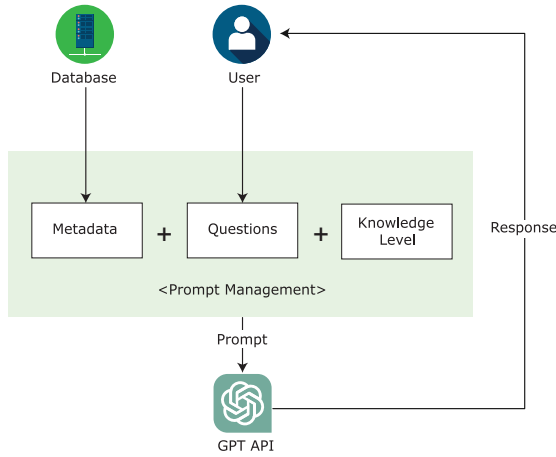 Database
User
Metadata
+
Questions
+
Knowledge
Level
Response
<Prompt Management>
Prompt
GPT API